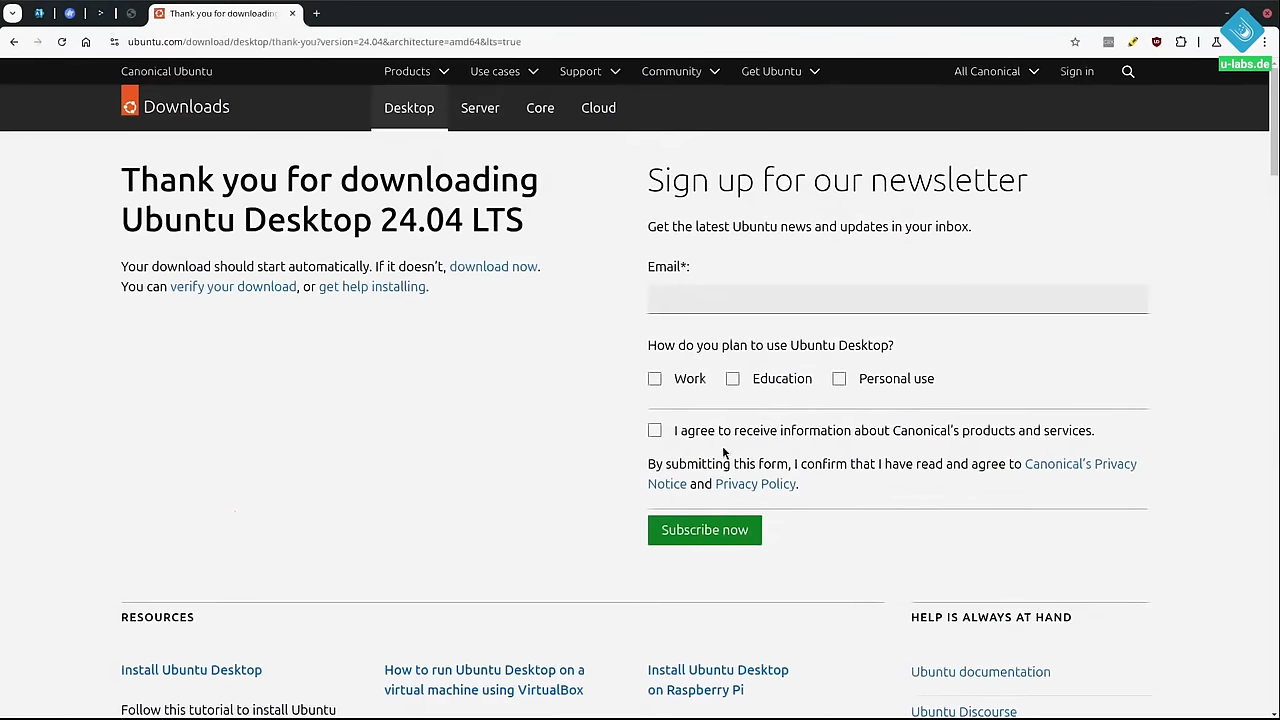 Thank you for downloading
ubuntu.com/download/desktop/thank-you?version=24.04&architecture=amd64&lts=true
u-labs.de
Canonical Ubuntu
Products
Use cases
Support
Community
Get Ubuntu
All Canonical
Sign in
Downloads
Desktop
Server
Core
Cloud
Thank you for downloading
Ubuntu Desktop 24.04 LTS
Your download should start automatically. If it doesn't, download now.
You can verify your download, or get help installing.
Sign up for our newsletter
Get the latest Ubuntu news and updates in your inbox.
Email*:
How do you plan to use Ubuntu Desktop?
Work
Education
Personal use
I agree to receive information about Canonical's products and services.
By submitting this form, I confirm that I have read and agree to Canonical's Privacy
Notice and Privacy Policy.
Subscribe now
RESOURCES
Install Ubuntu Desktop
Follow this tutorial to install Ubuntu
How to run Ubuntu Desktop on a
virtual machine using VirtualBox
Install Ubuntu Desktop
on Raspberry Pi
HELP IS ALWAYS AT HAND
Ubuntu documentation
Ubuntu Discourse